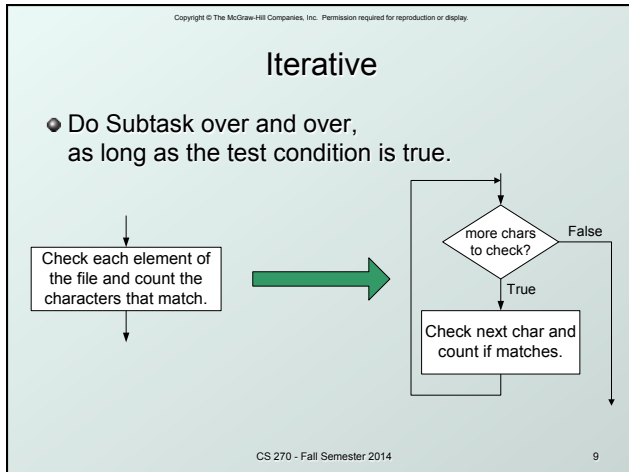 Copyright © The McGraw-Hill Companies, Inc. Permission required for reproduction or display.
Iterative
Do Subtask over and over,
as long as the test condition is true.
Check each element of
the file and count the
characters that match.
more chars
to check?
False
True
Check next char and
count if matches.
CS 270 - Fall Semester 2014
9